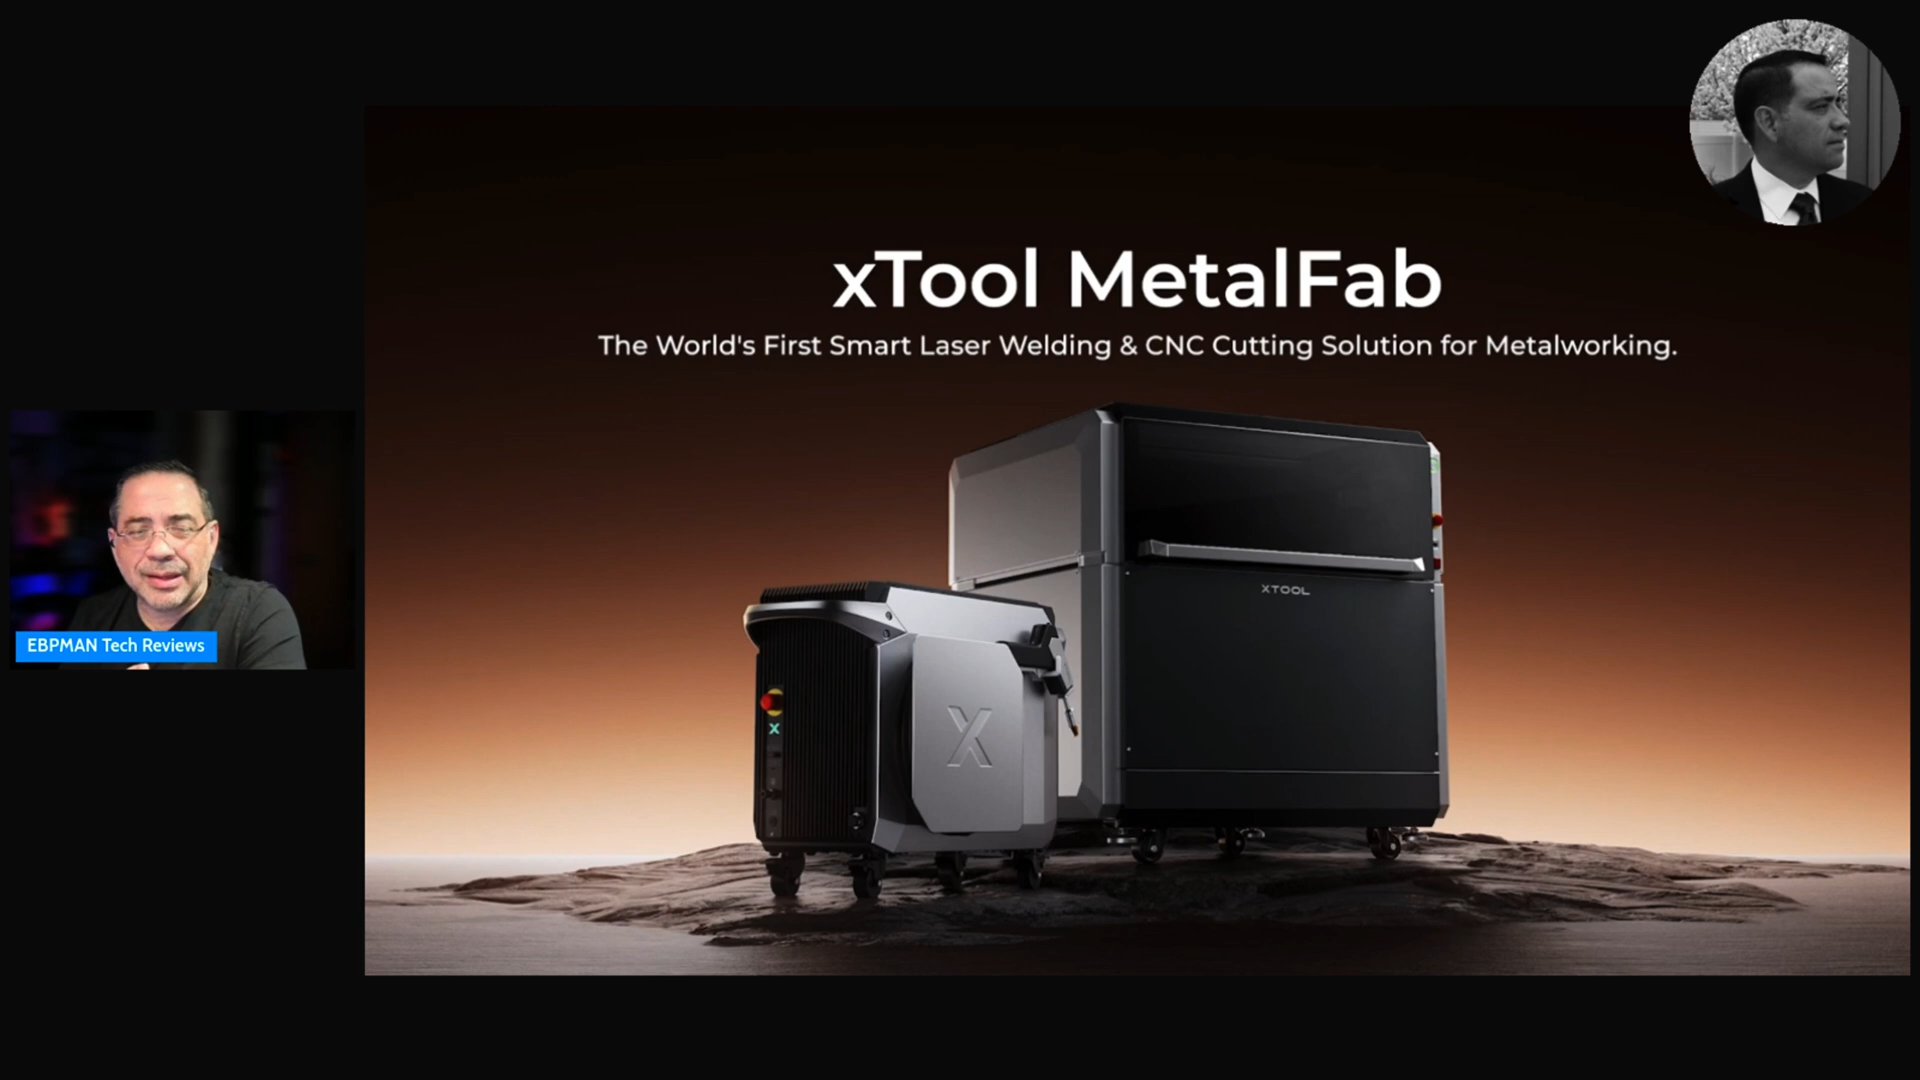 xTool MetalFab
The World's First Smart Laser Welding & CNC Cutting Solution for Metalworking.
XTOOL
X
X
EBPMAN Tech Reviews